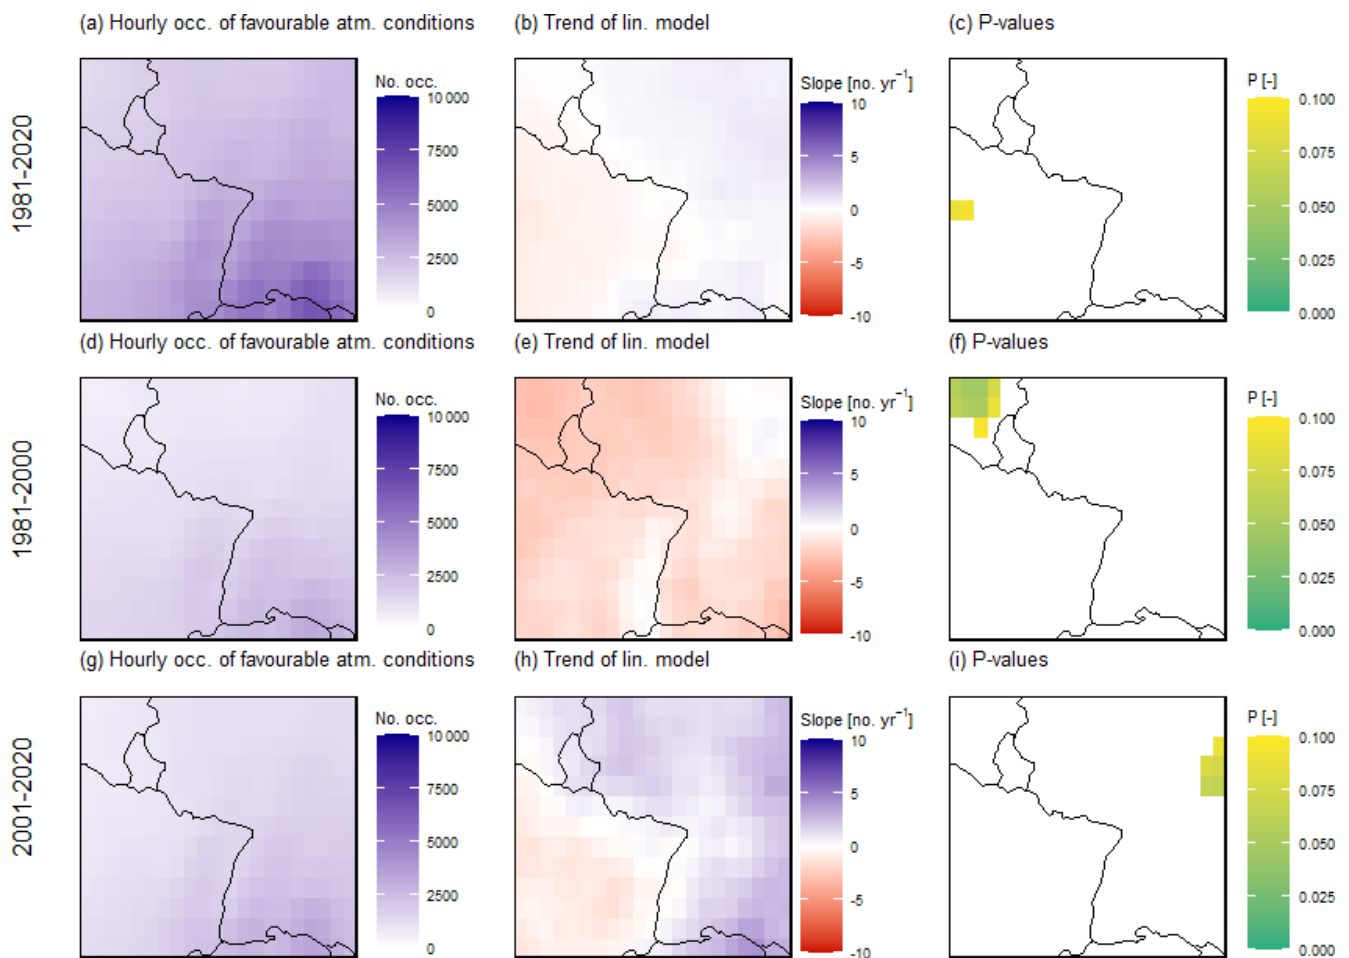 (a) Hourly occ. of favourable atm. conditions
(b) Trend of lin. model
(c) P-values
1981-2020
No. occ.
10 000
7500
5000
2500
0
Slope [no. yr⁻¹]
10
5
0
-5
-10
P [-]
0.100
0.075
0.050
0.025
0.000
(d) Hourly occ. of favourable atm. conditions
(e) Trend of lin. model
(f) P-values
1981-2000
No. occ.
10 000
7500
5000
2500
0
Slope [no. yr⁻¹]
10
5
0
-5
-10
P [-]
0.100
0.075
0.050
0.025
0.000
(g) Hourly occ. of favourable atm. conditions
(h) Trend of lin. model
(i) P-values
2001-2020
No. occ.
10 000
7500
5000
2500
0
Slope [no. yr⁻¹]
10
5
0
-5
-10
P [-]
0.100
0.075
0.050
0.025
0.000